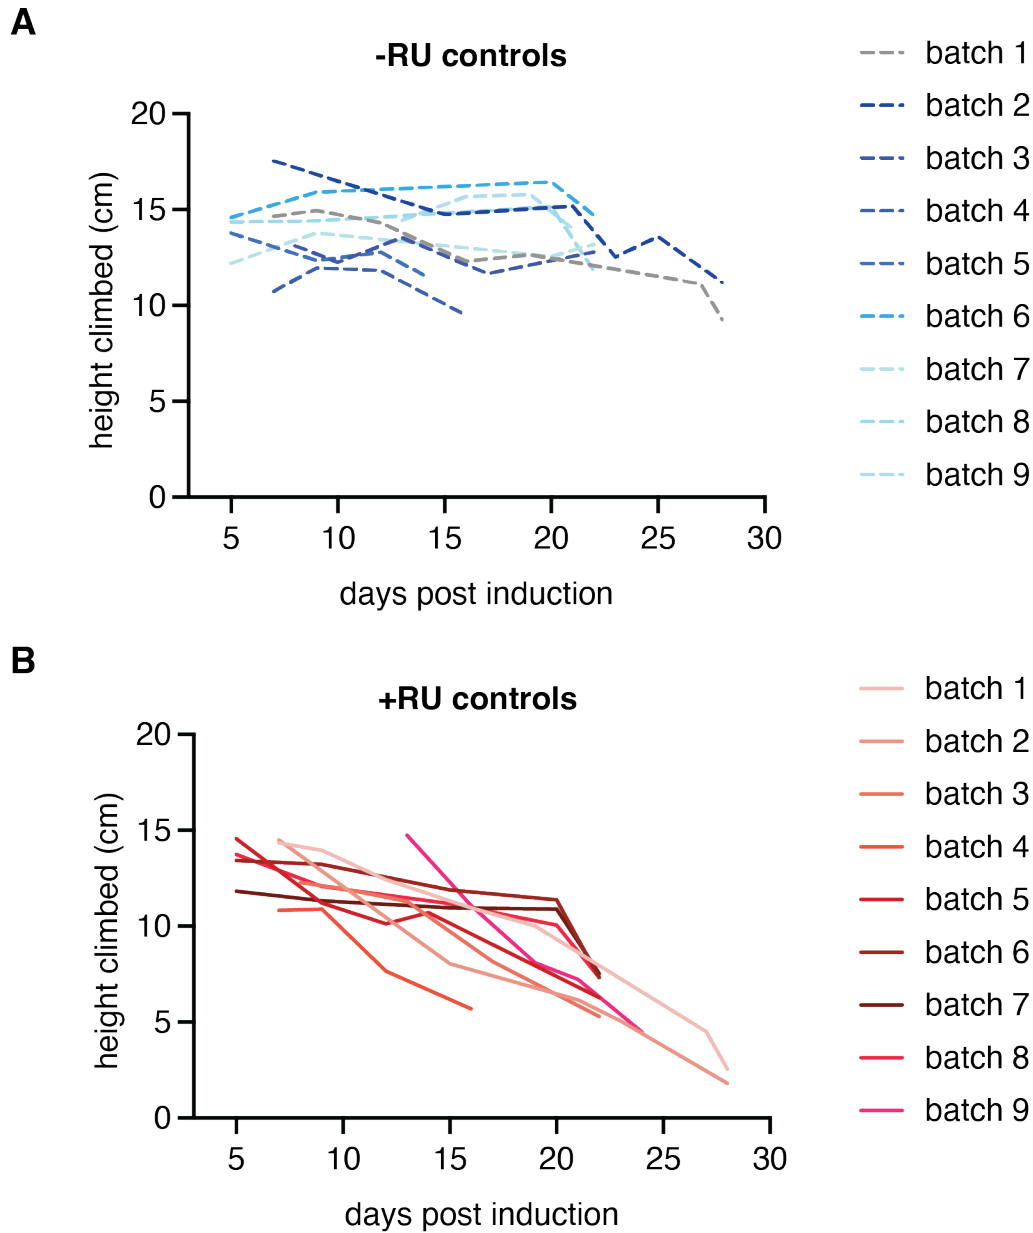 A
-RU controls
20
15
10
5
0
height climbed (cm)
5 10 15 20 25 30
days post induction
batch 1
batch 2
batch 3
batch 4
batch 5
batch 6
batch 7
batch 8
batch 9
B
+RU controls
20
15
10
5
0
height climbed (cm)
5 10 15 20 25 30
days post induction
batch 1
batch 2
batch 3
batch 4
batch 5
batch 6
batch 7
batch 8
batch 9